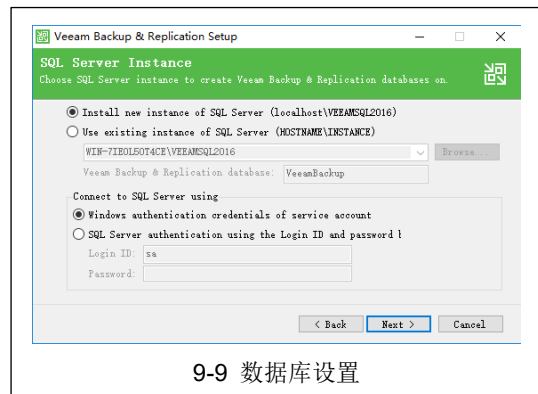 Veeam Backup & Replication Setup
SQL Server Instance
Choose SQL Server instance to create Veeam Backup & Replication databases on.
Install new instance of SQL Server (localhost\VEEAMSQL2016)
Use existing instance of SQL Server (HOSTNAME\INSTANCE)
WIN-7IEOL5OT4CE\VEEAMSQL2016
Browse...
Veeam Backup & Replication database: VeeamBackup
Connect to SQL Server using
Windows authentication credentials of service account
SQL Server authentication using the Login ID and password b
Login ID: sa
Password:
< Back Next > Cancel
9-9 数据库设置